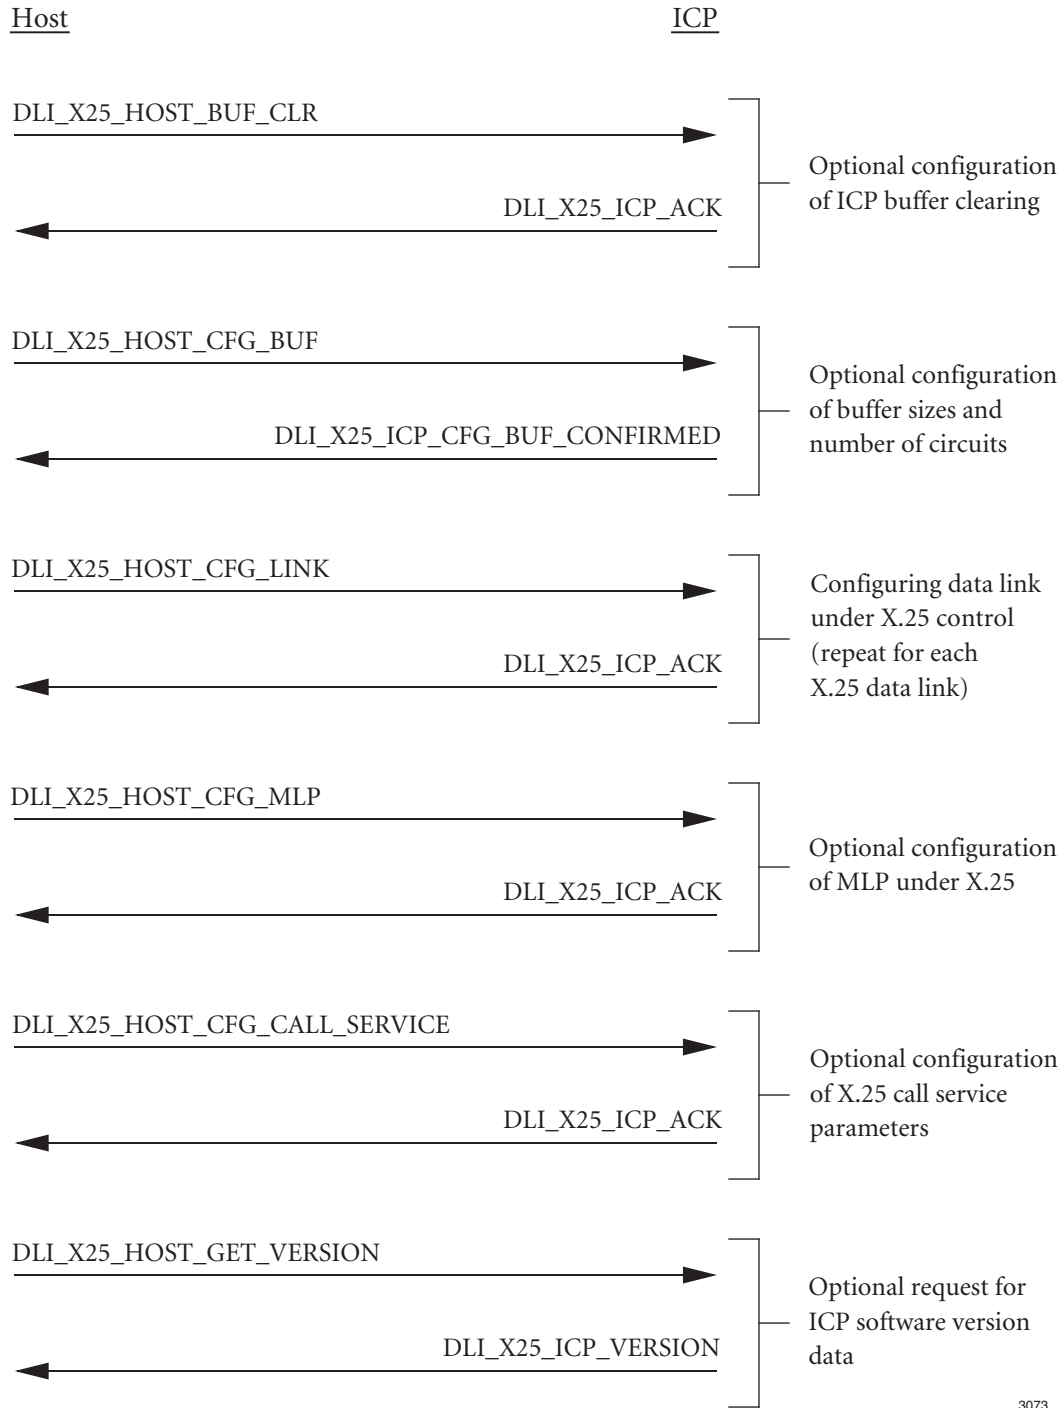 Host
ICP
DLI_X25_HOST_BUF_CLR
DLI_X25_ICP_ACK
Optional configuration
of ICP buffer clearing
DLI_X25_HOST_CFG_BUF
DLI_X25_ICP_CFG_BUF_CONFIRMED
Optional configuration
of buffer sizes and
number of circuits
DLI_X25_HOST_CFG_LINK
DLI_X25_ICP_ACK
Configuring data link
under X.25 control
(repeat for each
X.25 data link)
DLI_X25_HOST_CFG_MLP
DLI_X25_ICP_ACK
Optional configuration
of MLP under X.25
DLI_X25_HOST_CFG_CALL_SERVICE
DLI_X25_ICP_ACK
Optional configuration
of X.25 call service
parameters
DLI_X25_HOST_GET_VERSION
DLI_X25_ICP_VERSION
Optional request for
ICP software version
data
3073